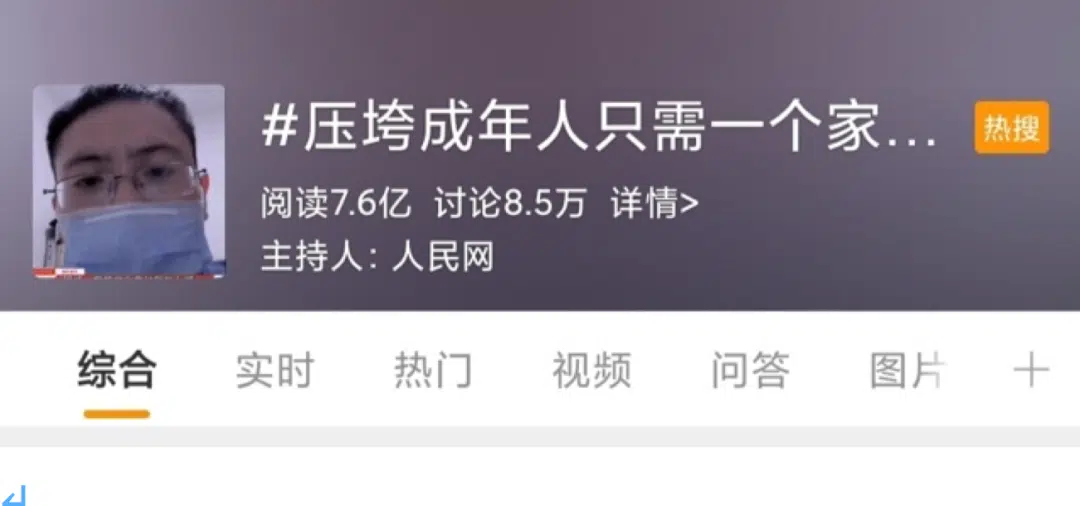 #压垮成年人只需一个家...
热搜
阅读7.6亿 讨论8.5万 详情>
主持人：人民网
综合 实时 热门 视频 问答 图片 +